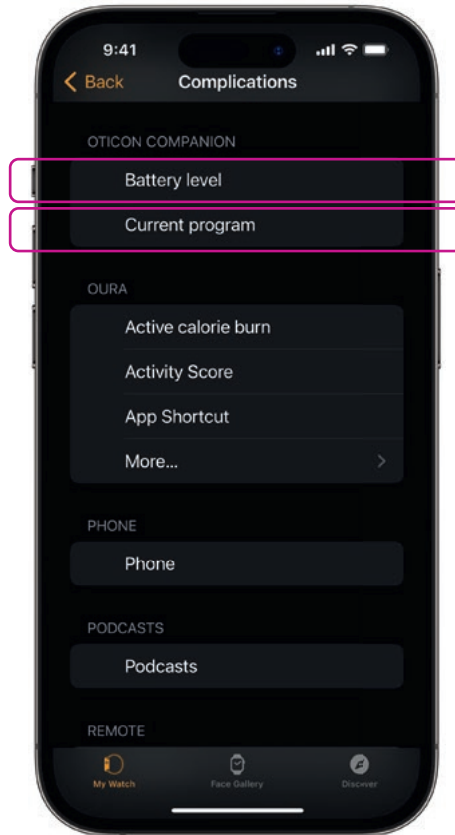 9:41
Back
Complications
OTICON COMPANION
Battery level
Current program
OURA
Active calorie burn
Activity Score
App Shortcut
More...
PHONE
Phone
PODCASTS
Podcasts
REMOTE
My Watch
Face Gallery
Discover